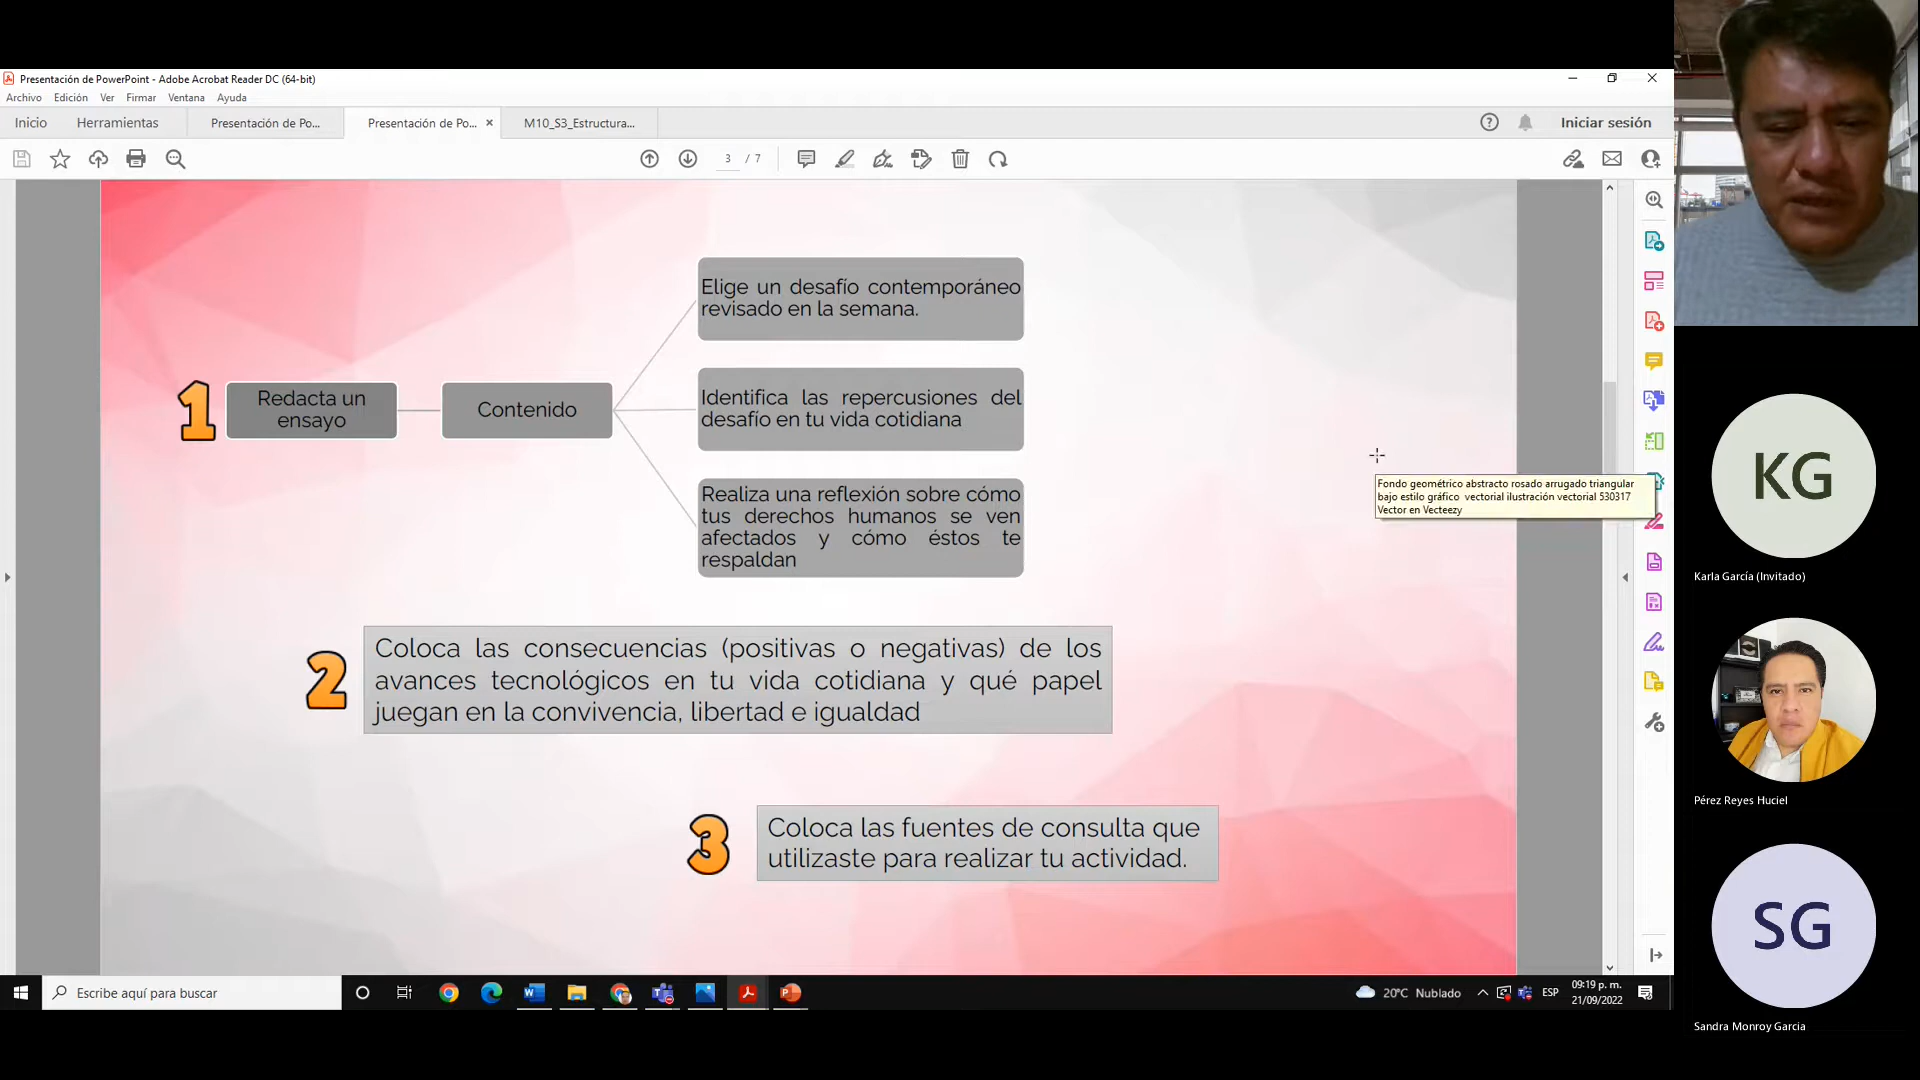 Presentación de PowerPoint - Adobe Acrobat Reader DC (64-bit)
Archivo Edición Ver Firmar Ventana Ayuda
Inicio Herramientas Presentación de Po... Presentación de Po... × M10_S3_Estructura... Iniciar sesión
3 / 7
Elige un desafío contemporáneo
revisado en la semana.
1
Redacta un
ensayo
Contenido
Identifica las repercusiones del
desafío en tu vida cotidiana
Realiza una reflexión sobre cómo
tus derechos humanos se ven
afectados y cómo éstos te
respaldan
Fondo geométrico abstracto rosado arrugado triangular
bajo estilo gráfico vectorial ilustración vectorial 530317
Vector en Vecteezy
2
Coloca las consecuencias (positivas o negativas) de los
avances tecnológicos en tu vida cotidiana y qué papel
juegan en la convivencia, libertad e igualdad
3
Coloca las fuentes de consulta que
utilizaste para realizar tu actividad.
KG
Karla García (Invitado)
Pérez Reyes Huciel
SG
Sandra Monroy Garcia
Escribe aquí para buscar
20°C Nublado
ESP
09:19 p. m.
21/09/2022